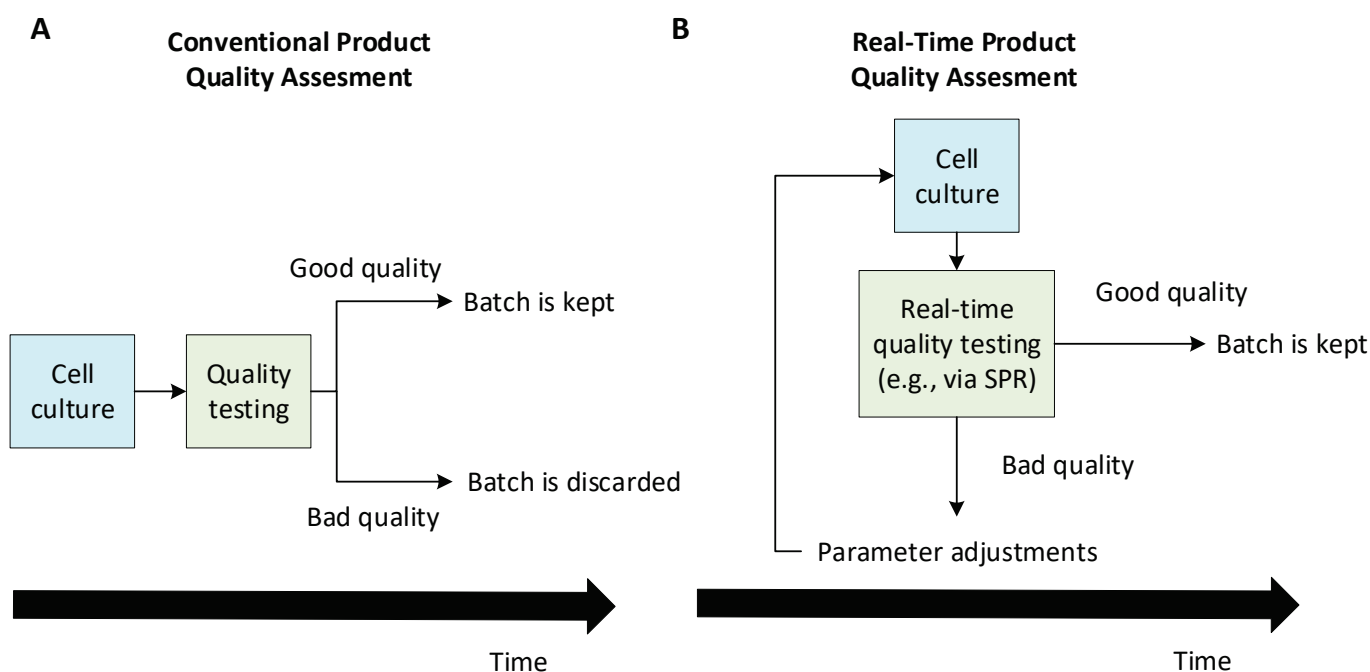 A
Conventional Product
Quality Assesment
Cell
culture
Quality
testing
Good quality
Batch is kept
Batch is discarded
Bad quality
Time
B
Real-Time Product
Quality Assesment
Cell
culture
Real-time
quality testing
(e.g., via SPR)
Good quality
Batch is kept
Bad quality
Parameter adjustments
Time